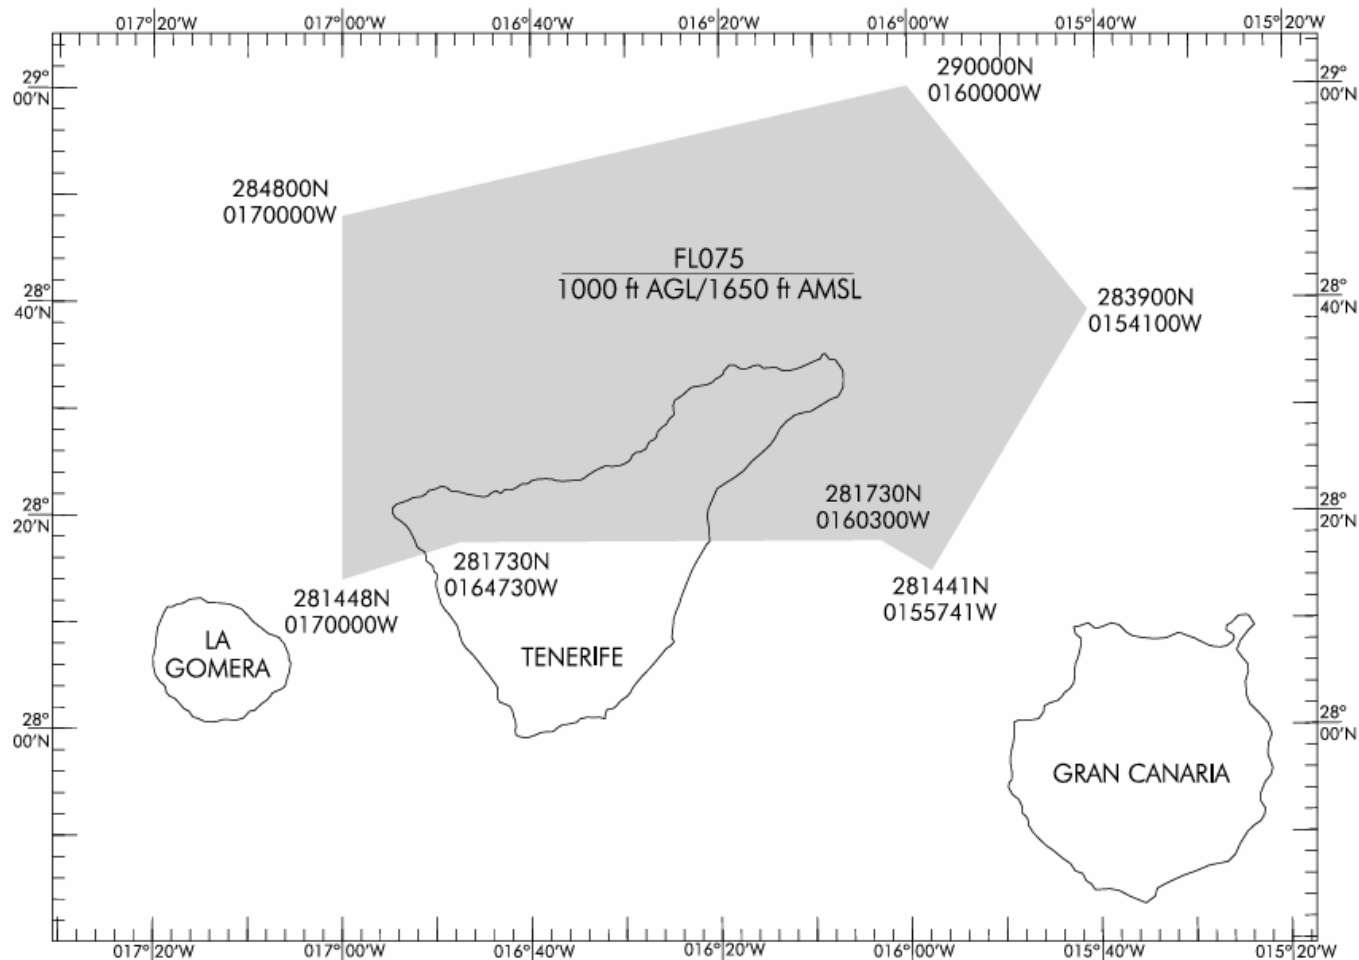 017°20'W
017°00'W
016°40'W
016°20'W
016°00'W
015°40'W
015°20'W
29°
00'N
29°
00'N
290000N
0160000W
284800N
0170000W
FL075
1000 ft AGL/1650 ft AMSL
28°
40'N
28°
40'N
283900N
0154100W
28°
20'N
28°
20'N
281730N
0160300W
281730N
0164730W
281448N
0170000W
281441N
0155741W
LA
GOMERA
TENERIFE
28°
00'N
28°
00'N
GRAN CANARIA
017°20'W
017°00'W
016°40'W
016°20'W
016°00'W
015°40'W
015°20'W